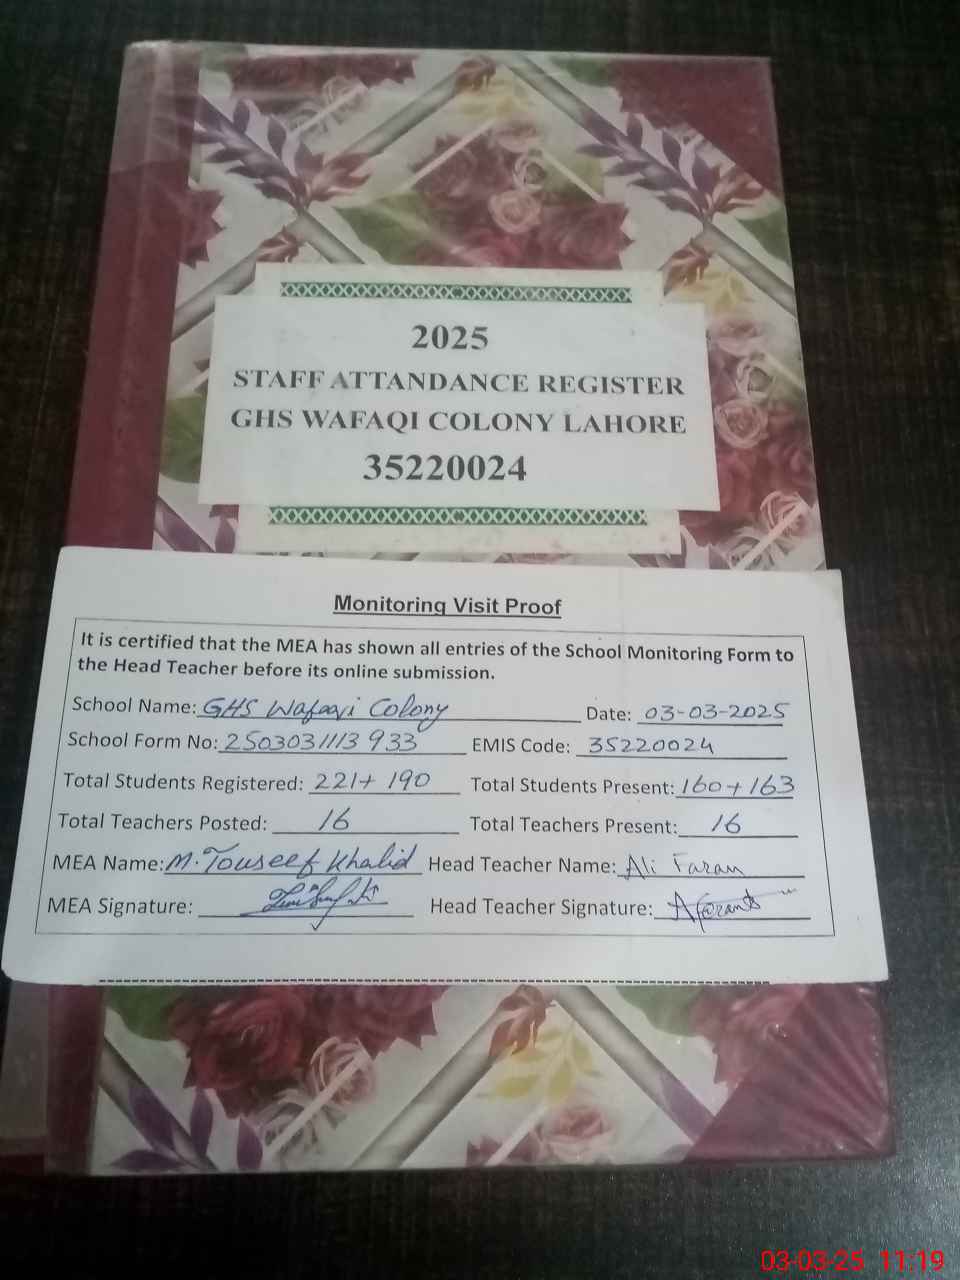 2025
STAFF ATTANDANCE REGISTER
GHS WAFAQI COLONY LAHORE
35220024
Monitoring Visit Proof
It is certified that the MEA has shown all entries of the School Monitoring Form to
the Head Teacher before its online submission.
School Name: GHS Wafaqi Colony Date: 03-03-2025
School Form No: 2503031113933 EMIS Code: 35220024
Total Students Registered: 221+ 190 Total Students Present: 160+163
Total Teachers Posted: 16 Total Teachers Present: 16
MEA Name: M. Touseef Khalid Head Teacher Name: Ali Faran
MEA Signature: Head Teacher Signature:
03-03-25 11:19